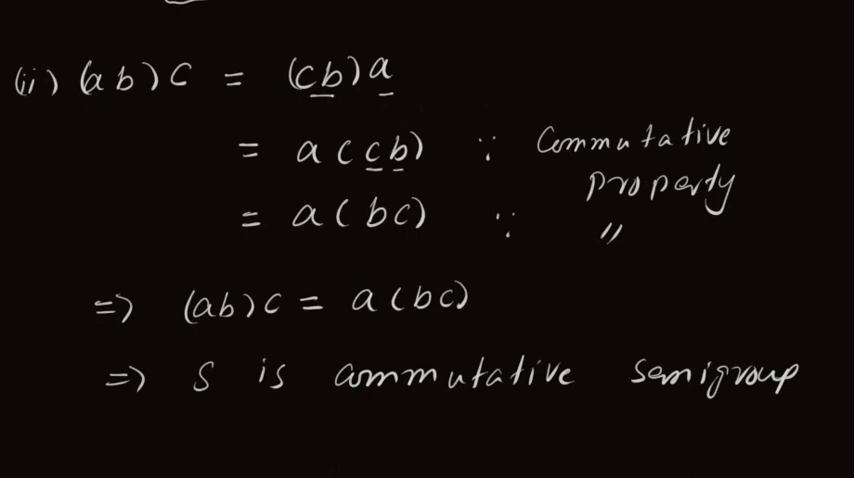 (ii) (ab)c = (cb)a
= a(cb) ∵ Commutative
property
= a(bc) ∵ "
=> (ab)c = a(bc)
=> S is commutative semigroup